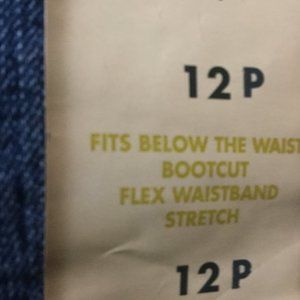 12 P
FITS BELOW THE WAIST
BOOTCUT
FLEX WAISTBAND
STRETCH
12 P